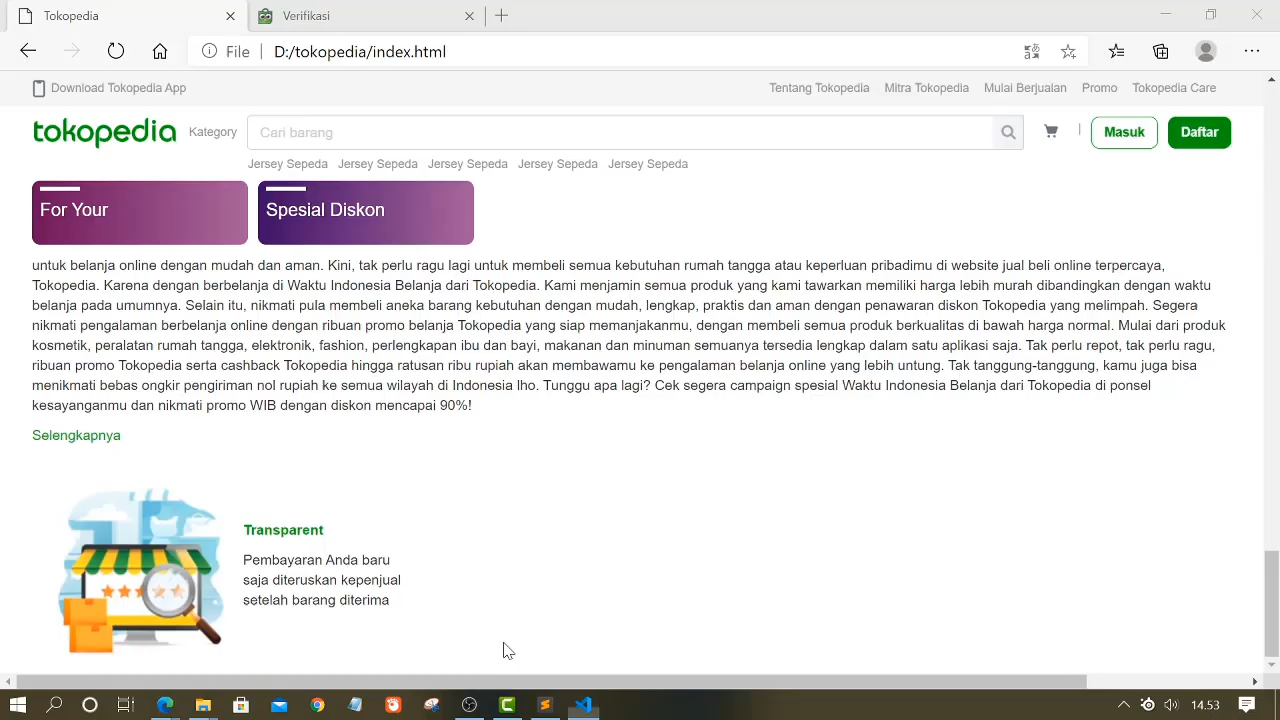 Tokopedia
Verifikasi
File
D:/tokopedia/index.html
Download Tokopedia App
Tentang Tokopedia Mitra Tokopedia Mulai Berjualan Promo Tokopedia Care
tokopedia Kategory Cari barang Masuk Daftar
Jersey Sepeda Jersey Sepeda Jersey Sepeda Jersey Sepeda Jersey Sepeda
For Your
Spesial Diskon
untuk belanja online dengan mudah dan aman. Kini, tak perlu ragu lagi untuk membeli semua kebutuhan rumah tangga atau keperluan pribadimu di website jual beli online terpercaya,
Tokopedia. Karena dengan berbelanja di Waktu Indonesia Belanja dari Tokopedia. Kami menjamin semua produk yang kami tawarkan memiliki harga lebih murah dibandingkan dengan waktu
belanja pada umumnya. Selain itu, nikmati pula membeli aneka barang kebutuhan dengan mudah, lengkap, praktis dan aman dengan penawaran diskon Tokopedia yang melimpah. Segera
nikmati pengalaman berbelanja online dengan ribuan promo belanja Tokopedia yang siap memanjakanmu, dengan membeli semua produk berkualitas di bawah harga normal. Mulai dari produk
kosmetik, peralatan rumah tangga, elektronik, fashion, perlengkapan ibu dan bayi, makanan dan minuman semuanya tersedia lengkap dalam satu aplikasi saja. Tak perlu repot, tak perlu ragu,
ribuan promo Tokopedia serta cashback Tokopedia hingga ratusan ribu rupiah akan membawamu ke pengalaman belanja online yang lebih untung. Tak tanggung-tanggung, kamu juga bisa
menikmati bebas ongkir pengiriman nol rupiah ke semua wilayah di Indonesia lho. Tunggu apa lagi? Cek segera campaign spesial Waktu Indonesia Belanja dari Tokopedia di ponsel
kesayanganmu dan nikmati promo WIB dengan diskon mencapai 90%!
Selengkapnya
Transparent
Pembayaran Anda baru
saja diteruskan kepenjual
setelah barang diterima
14.53